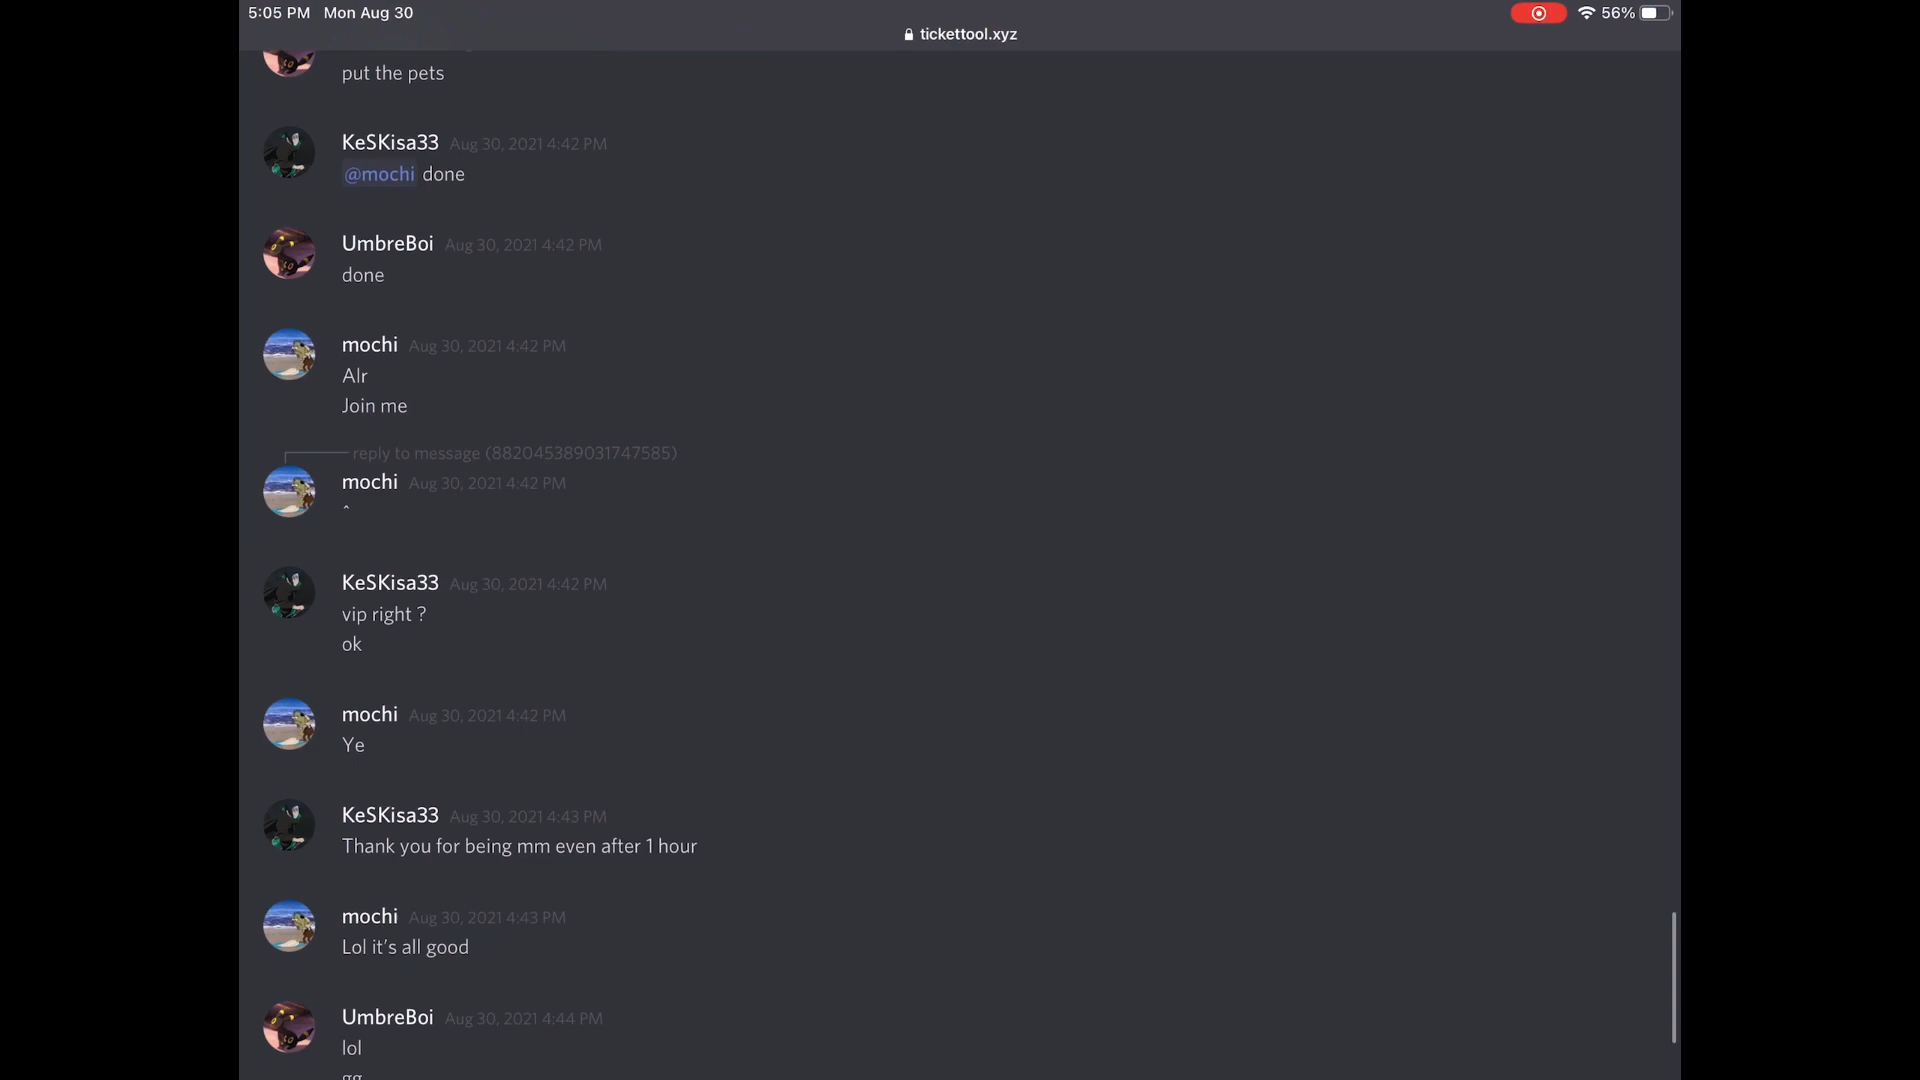 5:05 PM Mon Aug 30
56%
tickettool.xyz
put the pets
KeSKisa33 Aug 30, 2021 4:42 PM
@mochi done
UmbreBoi Aug 30, 2021 4:42 PM
done
mochi Aug 30, 2021 4:42 PM
Alr
Join me
reply to message (882045389031747585)
mochi Aug 30, 2021 4:42 PM
^
KeSKisa33 Aug 30, 2021 4:42 PM
vip right ?
ok
mochi Aug 30, 2021 4:42 PM
Ye
KeSKisa33 Aug 30, 2021 4:43 PM
Thank you for being mm even after 1 hour
mochi Aug 30, 2021 4:43 PM
Lol it’s all good
UmbreBoi Aug 30, 2021 4:44 PM
lol
gg